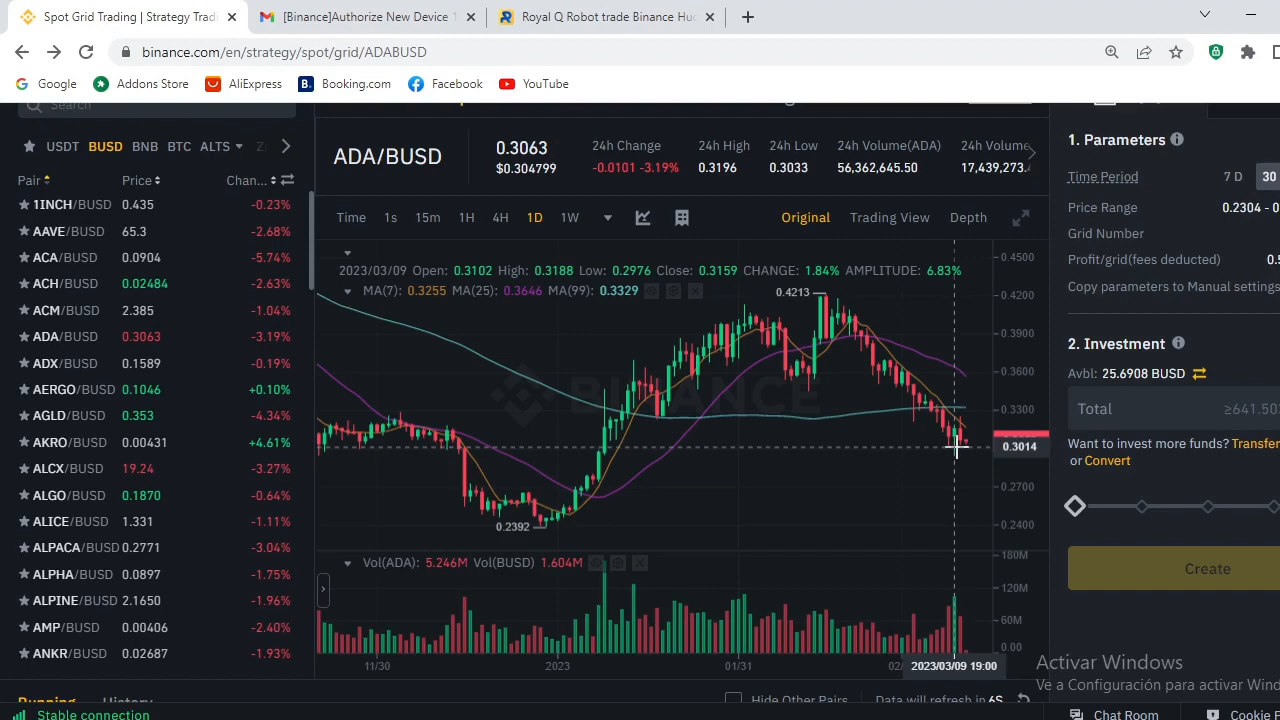 Spot Grid Trading | Strategy Tradi
[Binance]Authorize New Device
Royal Q Robot trade Binance Huo
binance.com/en/strategy/spot/grid/ADABUSD
Google Addons Store AliExpress Booking.com Facebook YouTube
Search
USDT BUSD BNB BTC ALTS
Pair Price Chan...
1INCH/BUSD 0.435 -0.23%
AAVE/BUSD 65.3 -2.68%
ACA/BUSD 0.0904 -5.74%
ACH/BUSD 0.02484 -2.63%
ACM/BUSD 2.385 -1.04%
ADA/BUSD 0.3063 -3.19%
ADX/BUSD 0.1589 -0.19%
AERGO/BUSD 0.1046 +0.10%
AGLD/BUSD 0.353 -4.34%
AKRO/BUSD 0.00431 +4.61%
ALCX/BUSD 19.24 -3.27%
ALGO/BUSD 0.1870 -0.64%
ALICE/BUSD 1.331 -1.11%
ALPACA/BUSD 0.2771 -3.04%
ALPHA/BUSD 0.0897 -1.75%
ALPINE/BUSD 2.1650 -1.96%
AMP/BUSD 0.00406 -2.40%
ANKR/BUSD 0.02687 -1.93%
Running History
Stable connection
ADA/BUSD
0.3063
$0.304799
24h Change
-0.0101 -3.19%
24h High
0.3196
24h Low
0.3033
24h Volume(ADA)
56,362,645.50
24h Volume
17,439,273.
Time 1s 15m 1H 4H 1D 1W Original Trading View Depth
2023/03/09 Open: 0.3102 High: 0.3188 Low: 0.2976 Close: 0.3159 CHANGE: 1.84% AMPLITUDE: 6.83%
MA(7): 0.3255 MA(25): 0.3646 MA(99): 0.3329
0.4213
0.2392
BINANCE
0.4500
0.4200
0.3900
0.3600
0.3300
0.3014
0.2700
0.2400
Vol(ADA): 5.246M Vol(BUSD) 1.604M
180M
120M
60M
0.00
11/30 2023 01/31 02/ 2023/03/09 19:00
Hide Other Pairs Data will refresh in 6S
1. Parameters
Time Period 7 D 30
Price Range 0.2304 - 0
Grid Number
Profit/grid(fees deducted) 0.5
Copy parameters to Manual settings
2. Investment
Avbl: 25.6908 BUSD
Total ≥641.503
Want to invest more funds? Transfer
or Convert
Create
Activar Windows
Ve a Configuración para activar Wind
Chat Room Cookie P